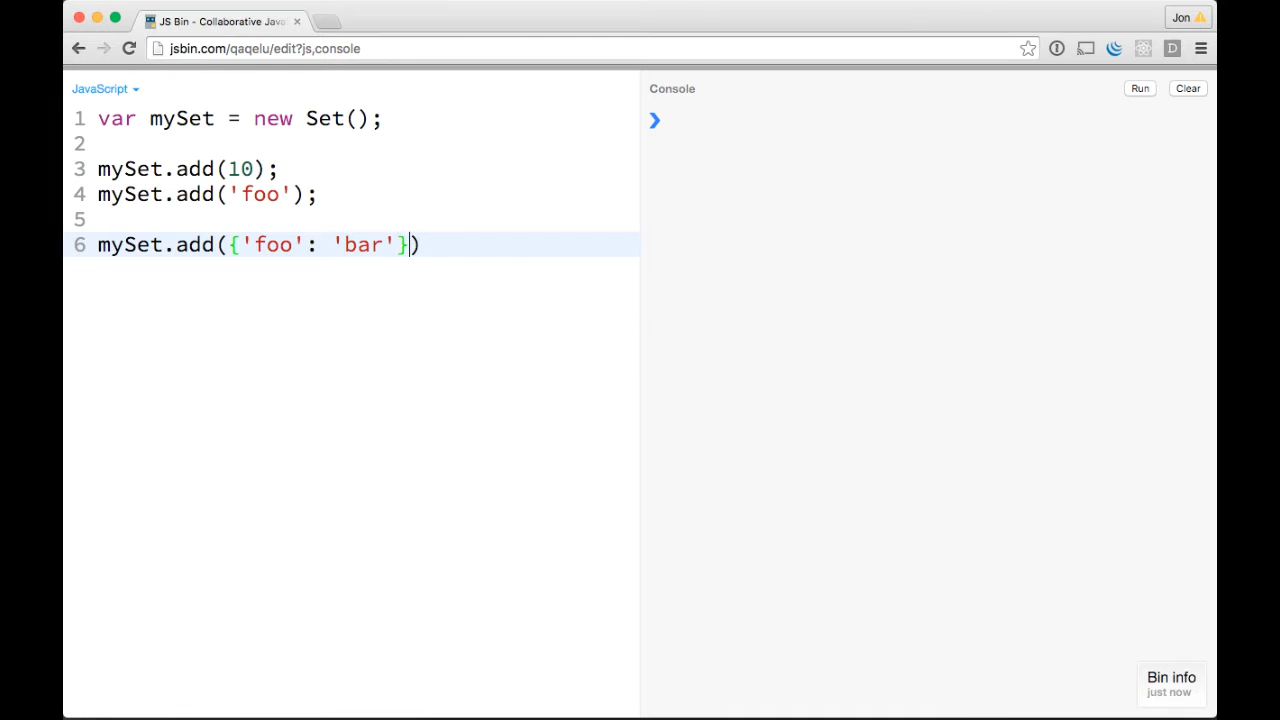 JS Bin - Collaborative Java
Jon
jsbin.com/qaqelu/edit?js,console
JavaScript
Console
Run
Clear
1 var mySet = new Set();
2
3 mySet.add(10);
4 mySet.add('foo');
5
6 mySet.add({'foo': 'bar'})
Bin info
just now